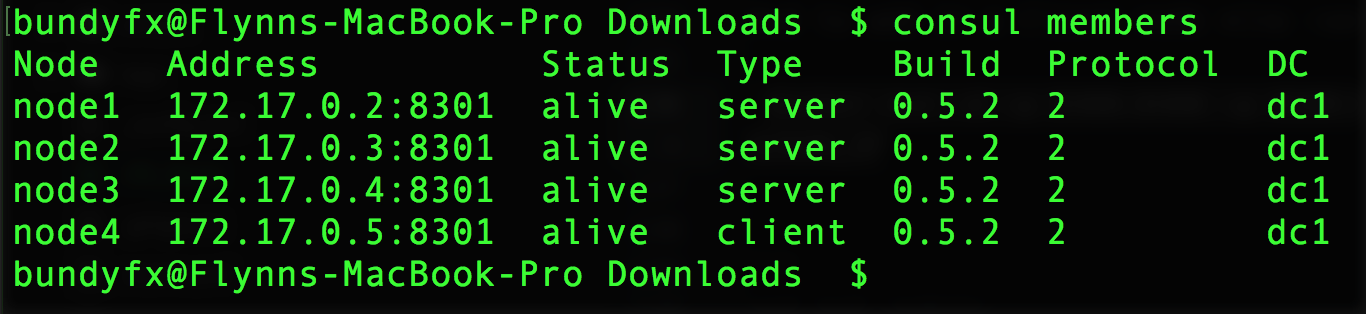 bundyfx@Flynns-MacBook-Pro Downloads  $ consul members
Node   Address             Status  Type    Build  Protocol  DC
node1  172.17.0.2:8301  alive   server  0.5.2  2         dc1
node2  172.17.0.3:8301  alive   server  0.5.2  2         dc1
node3  172.17.0.4:8301  alive   server  0.5.2  2         dc1
node4  172.17.0.5:8301  alive   client  0.5.2  2         dc1
bundyfx@Flynns-MacBook-Pro Downloads  $